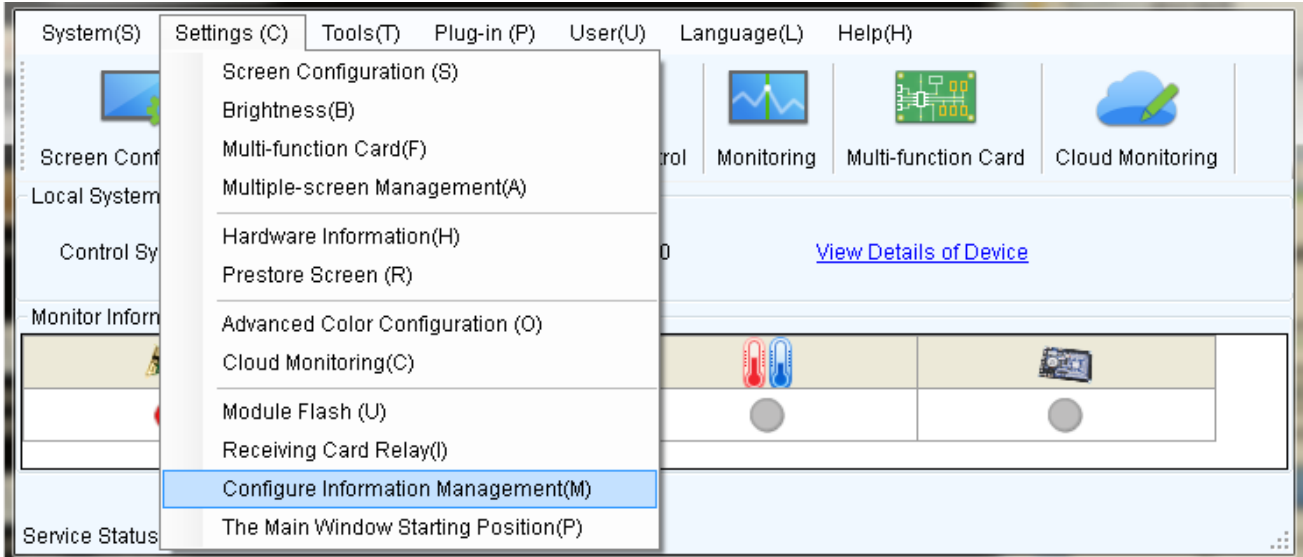 System(S) Settings (C) Tools(T) Plug-in (P) User(U) Language(L) Help(H)
Screen Configuration (S)
Brightness(B)
Multi-function Card(F)
Multiple-screen Management(A)
Hardware Information(H)
Prestore Screen (R)
Advanced Color Configuration (O)
Cloud Monitoring(C)
Module Flash (U)
Receiving Card Relay(I)
Configure Information Management(M)
The Main Window Starting Position(P)
Screen Conf rol Monitoring Multi-function Card Cloud Monitoring
Local System
Control Sy 0 View Details of Device
Monitor Inform
Service Status